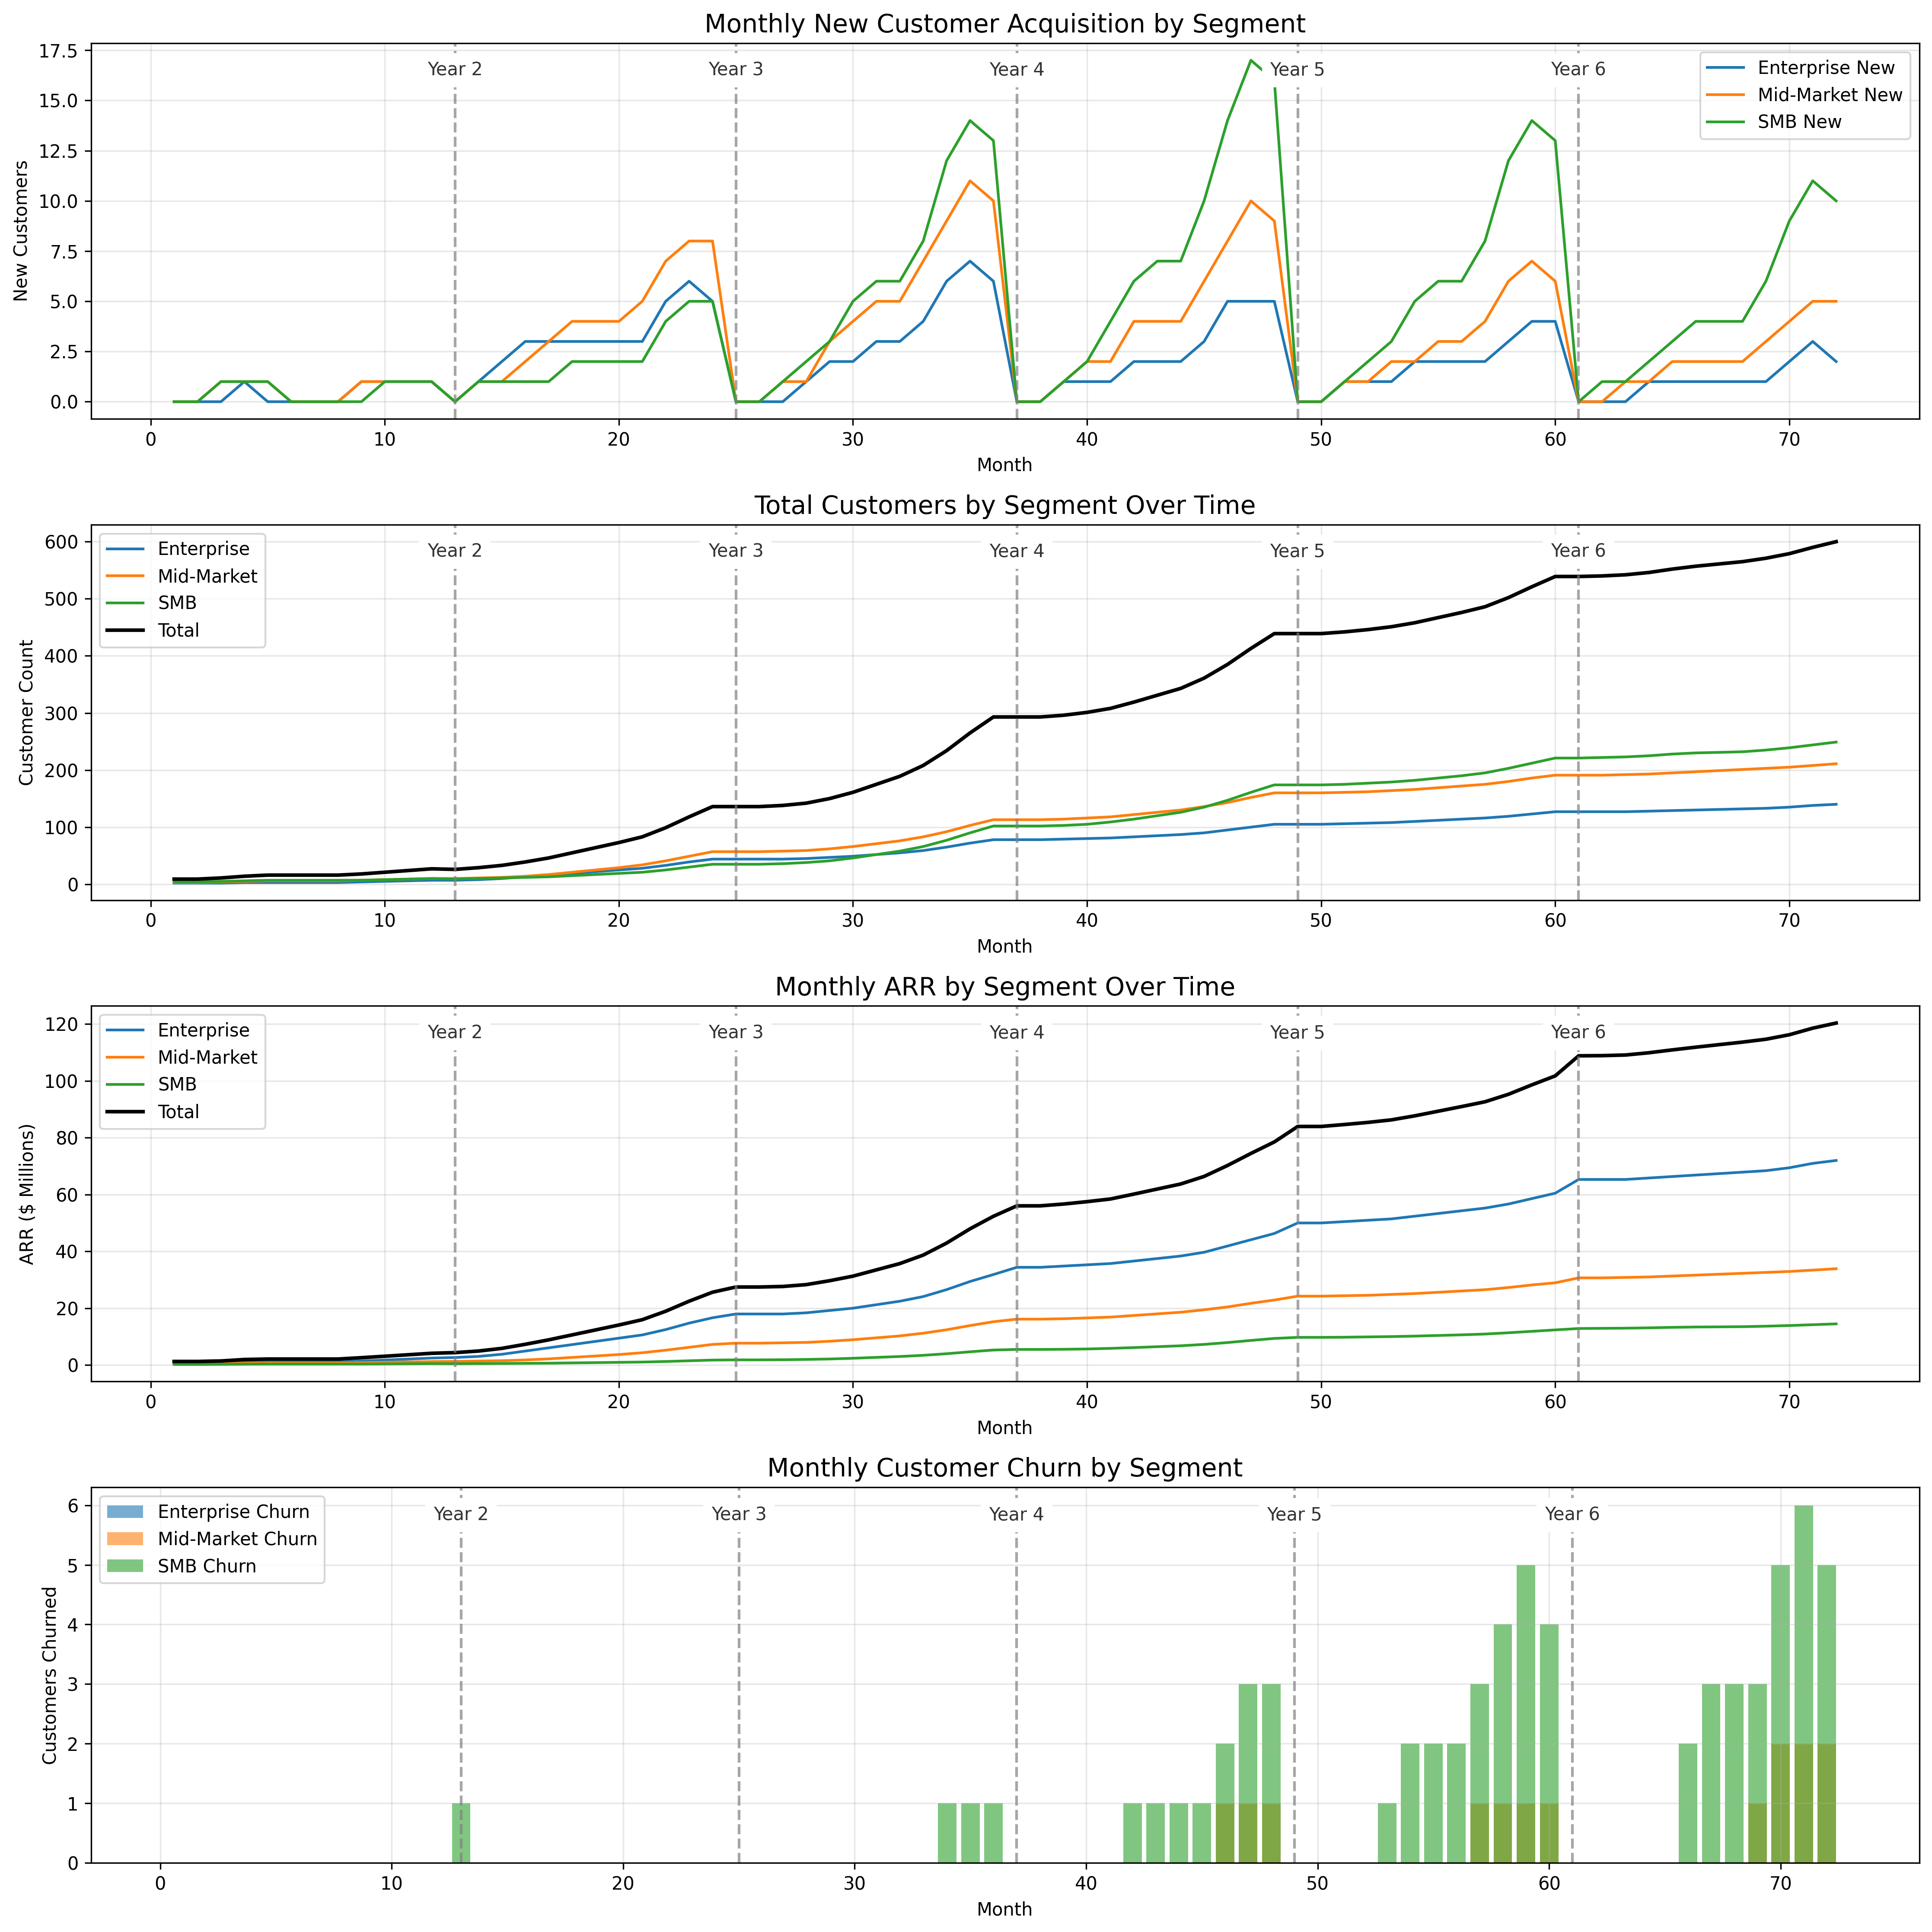 Monthly New Customer Acquisition by Segment
17.5
15.0
12.5
10.0
7.5
5.0
2.5
0.0
New Customers
Year 2
Year 3
Year 4
Year 5
Year 6
Enterprise New
Mid-Market New
SMB New
0
10
20
30
40
50
60
70
Month
Total Customers by Segment Over Time
600
500
400
300
200
100
0
Customer Count
Enterprise
Mid-Market
SMB
Total
Year 2
Year 3
Year 4
Year 5
Year 6
0
10
20
30
40
50
60
70
Month
Monthly ARR by Segment Over Time
120
100
80
60
40
20
0
ARR ($ Millions)
Enterprise
Mid-Market
SMB
Total
Year 2
Year 3
Year 4
Year 5
Year 6
0
10
20
30
40
50
60
70
Month
Monthly Customer Churn by Segment
6
5
4
3
2
1
0
Customers Churned
Enterprise Churn
Mid-Market Churn
SMB Churn
Year 2
Year 3
Year 4
Year 5
Year 6
0
10
20
30
40
50
60
70
Month